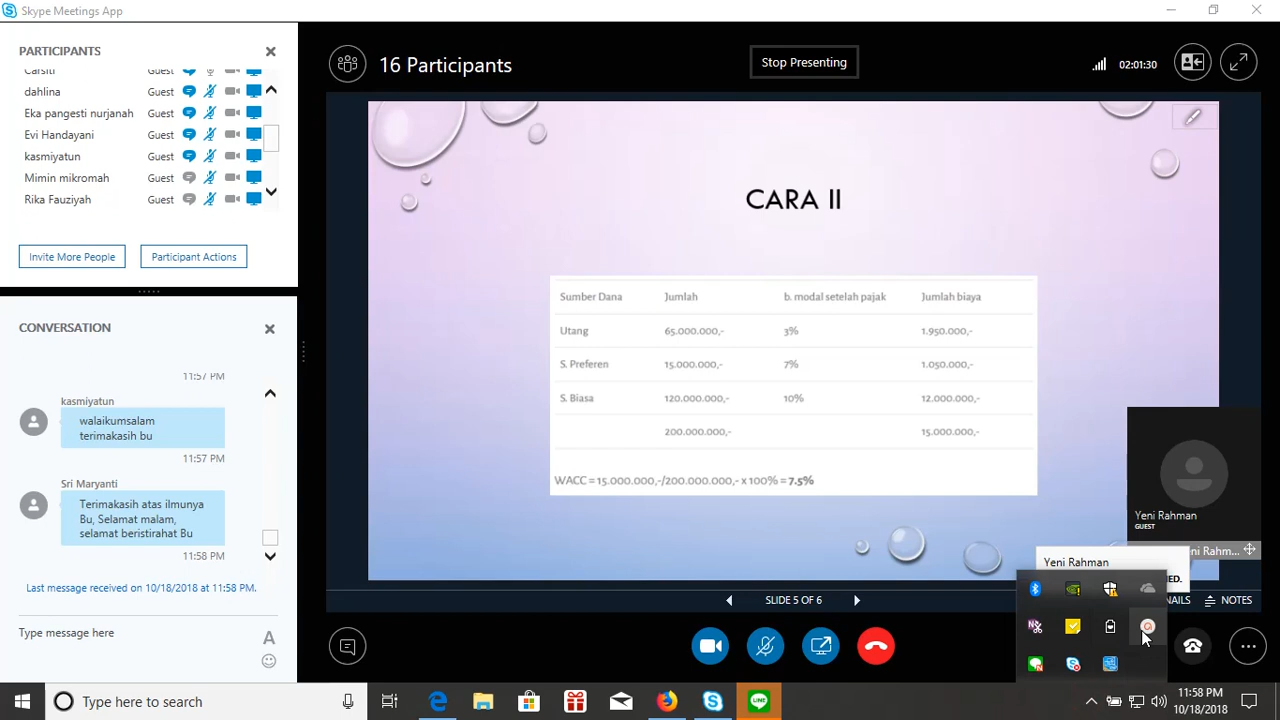 Skype Meetings App
PARTICIPANTS
Carsiti Guest
dahlina Guest
Eka pangesti nurjanah Guest
Evi Handayani Guest
kasmiyatun Guest
Mimin mikromah Guest
Rika Fauziyah Guest
Invite More People Participant Actions
CONVERSATION
11:57 PM
kasmiyatun
walaikumsalam
terimakasih bu
11:57 PM
Sri Maryanti
Terimakasih atas ilmunya
Bu, Selamat malam,
selamat beristirahat Bu
11:58 PM
Last message received on 10/18/2018 at 11:58 PM.
Type message here
A
16 Participants
Stop Presenting
02:01:30
CARA II
Sumber Dana Jumlah b. modal setelah pajak Jumlah biaya
Utang 65.000.000,- 3% 1.950.000,-
S. Preferen 15.000.000,- 7% 1.050.000,-
S. Biasa 120.000.000,- 10% 12.000.000,-
200.000.000,- 15.000.000,-
WACC = 15.000.000,-/200.000.000,- x 100% = 7.5%
Yeni Rahman
GUEST
eni Rahm...
Yeni Rahman
ED.
SLIDE 5 OF 6
NAILS NOTES
Type here to search
LINE
11:58 PM
10/18/2018